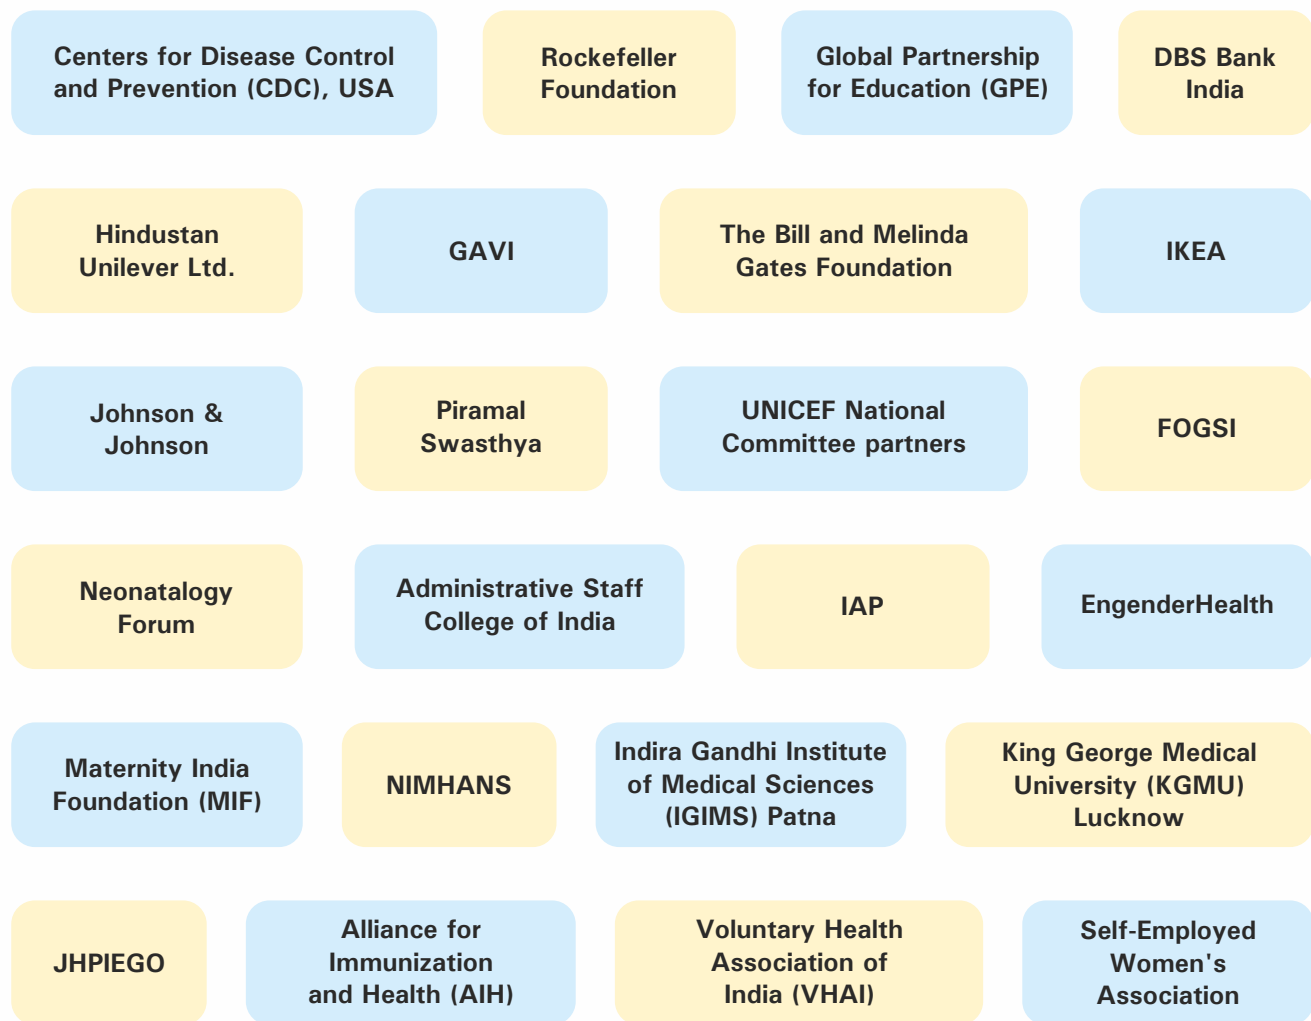 Centers for Disease Control
and Prevention (CDC), USA
Rockefeller
Foundation
Global Partnership
for Education (GPE)
DBS Bank
India
Hindustan
Unilever Ltd.
GAVI
The Bill and Melinda
Gates Foundation
IKEA
Johnson &
Johnson
Piramal
Swasthya
UNICEF National
Committee partners
FOGSI
Neonatalogy
Forum
Administrative Staff
College of India
IAP
EngenderHealth
Maternity India
Foundation (MIF)
NIMHANS
Indira Gandhi Institute
of Medical Sciences
(IGIMS) Patna
King George Medical
University (KGMU)
Lucknow
JHPIEGO
Alliance for
Immunization
and Health (AIH)
Voluntary Health
Association of
India (VHAI)
Self-Employed
Women's
Association